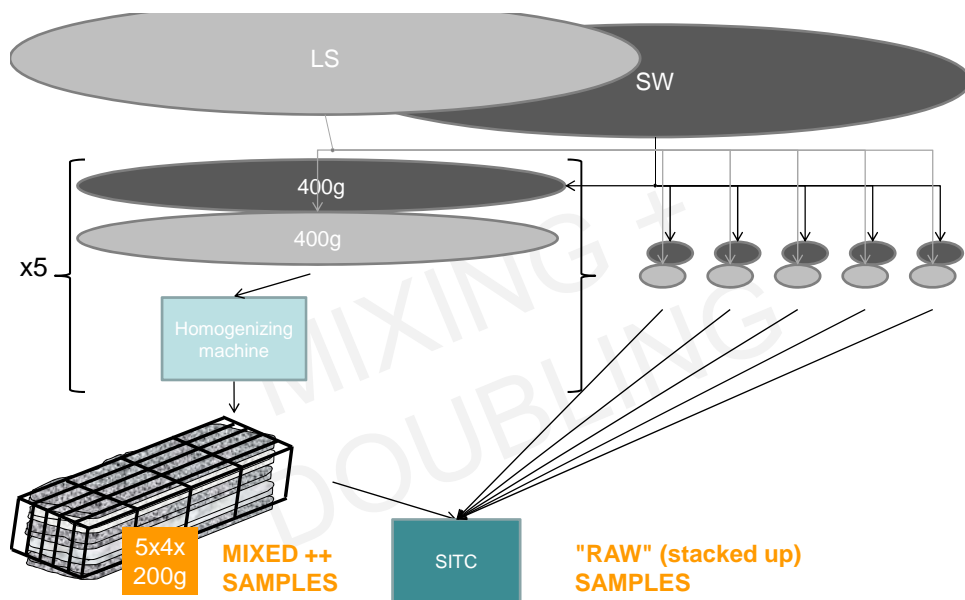 LS
SW
400g
400g
x5
MIXING +
DOUBLING
Homogenizing
machine
5x4x
200g
MIXED ++
SAMPLES
SITC
"RAW" (stacked up)
SAMPLES